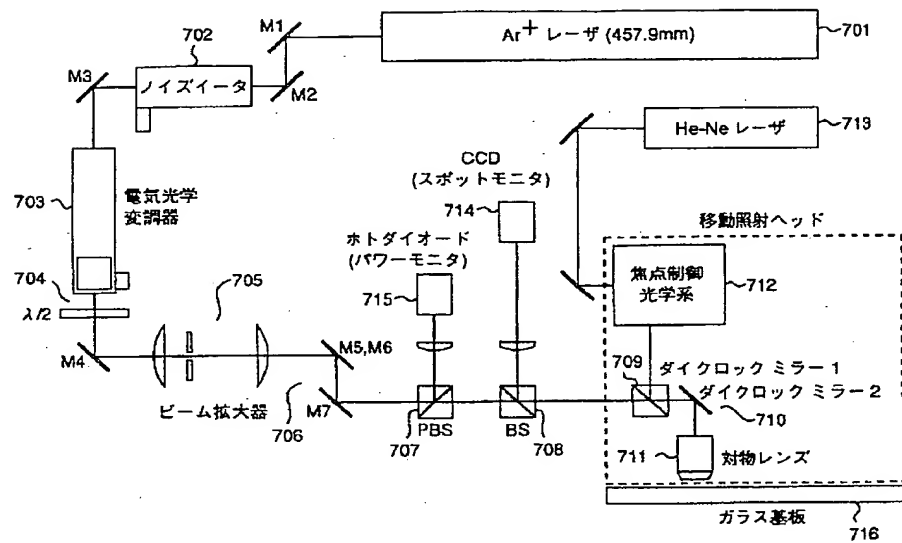 M1
702
Ar+ レーザ (457.9mm)
701
M3
ノイズイータ
M2
He-Ne レーザ
713
CCD
(スポットモニタ)
703
電気光学
変調器
714
移動照射ヘッド
ホトダイオード
(パワーモニタ)
焦点制御
光学系
712
704
705
715
λ/2
M4
M5,M6
709
ダイクロック ミラー 1
ダイクロック ミラー 2
ビーム拡大器
706
M7
707
PBS
BS
708
710
711
対物レンズ
ガラス基板
716